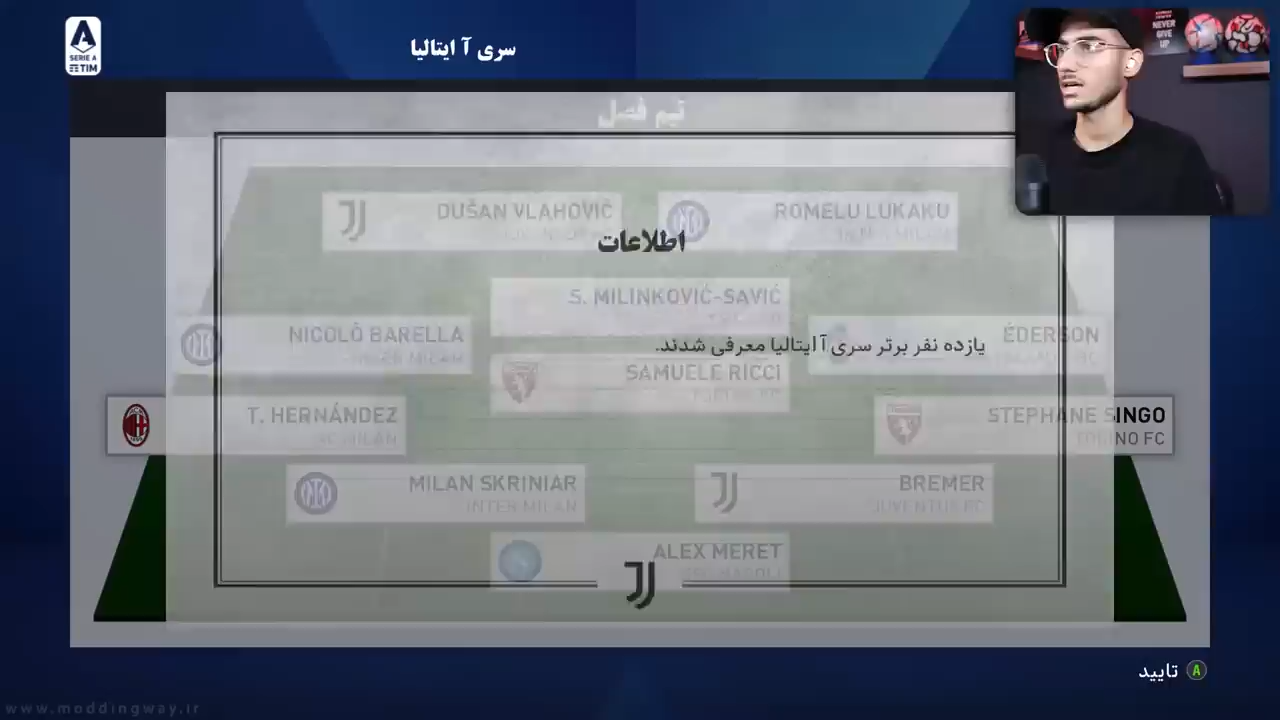 سری آ ایتالیا
SERIE A
TIM
NEVER
GIVE
UP
تیم فصل
DUŠAN VLAHOVIĆ
ROMELU LUKAKU
اطلاعات
S. MILINKOVIĆ-SAVIĆ
NICOLÒ BARELLA
INTER MILAN
ÉDERSON
یازده نفر برتر سری آ ایتالیا معرفی شدند.
SAMUELE RICCI
T. HERNÁNDEZ
AC MILAN
STEPHANE SINGO
TORINO FC
MILAN SKRINIAR
INTER MILAN
BREMER
JUVENTUS FC
ALEX MERET
تایید A
www.moddingway.ir